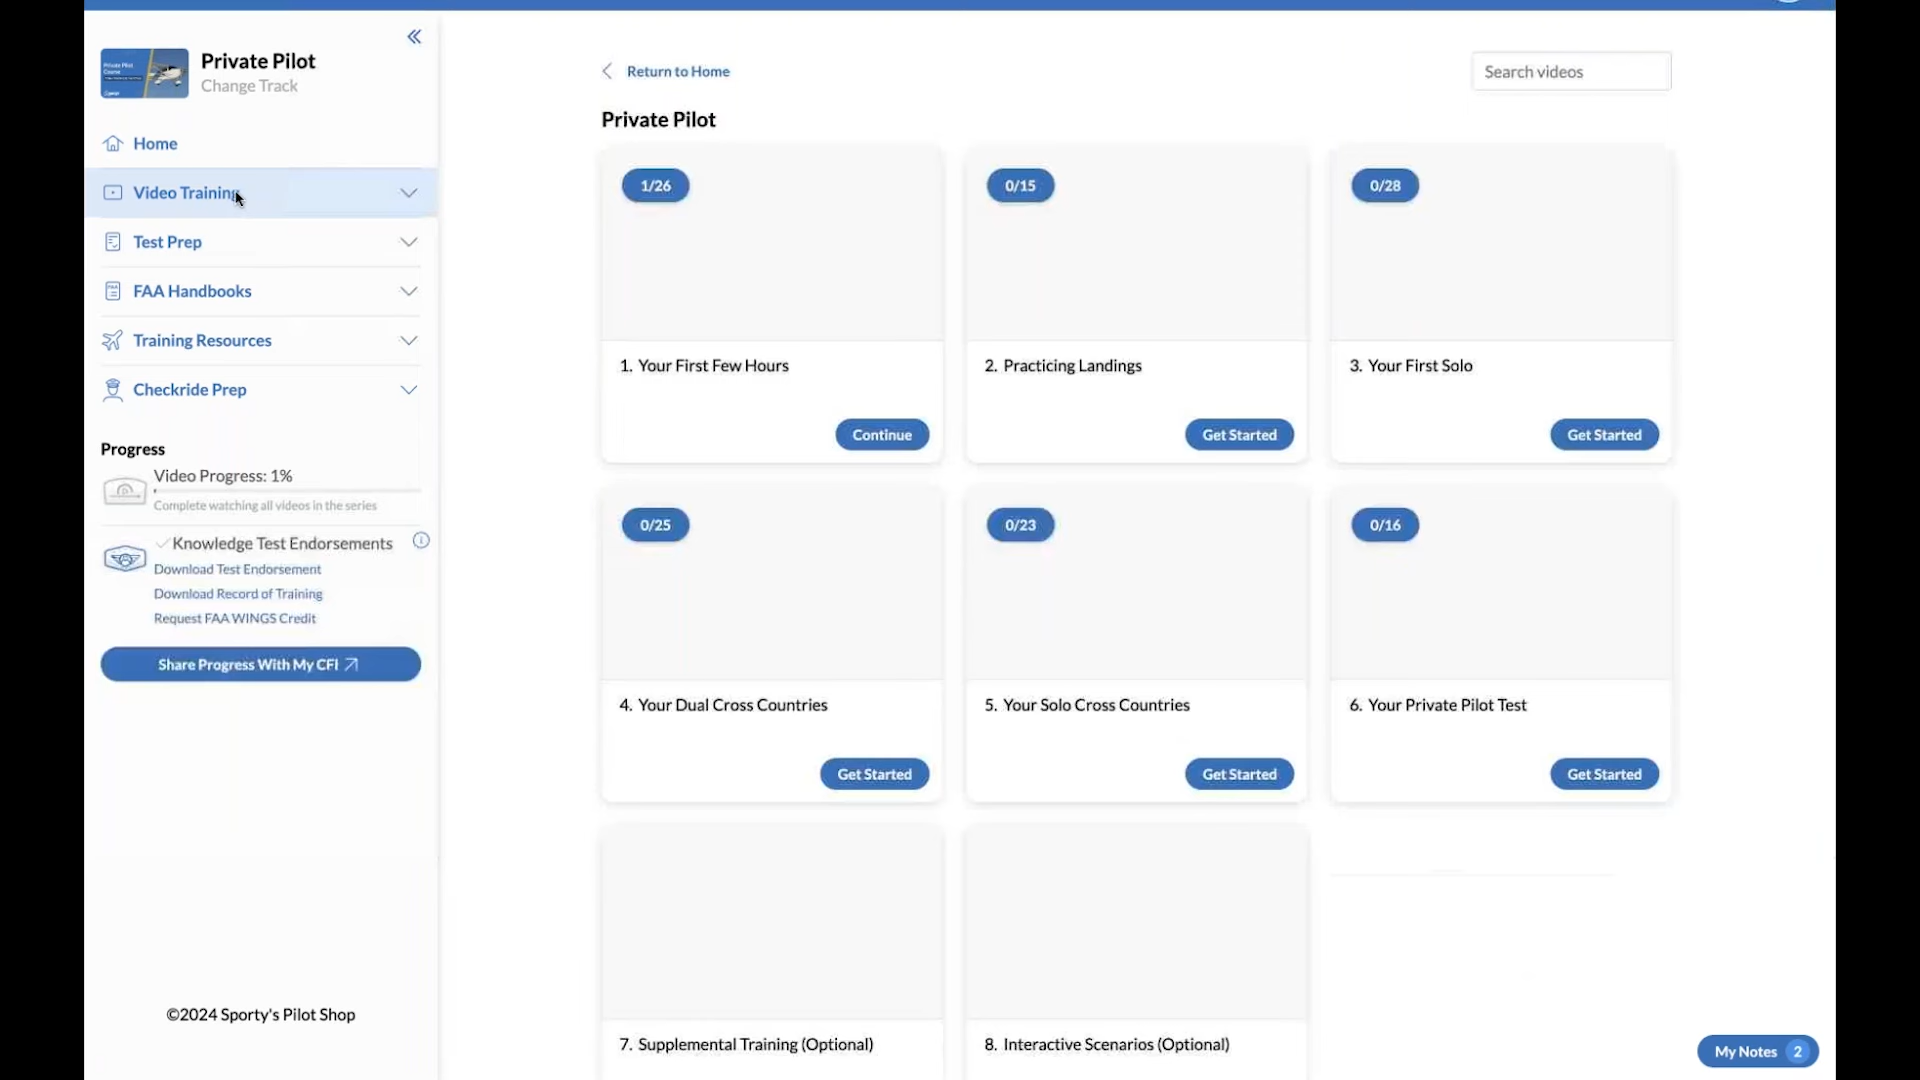 Private Pilot
Change Track
Home
Video Training
Test Prep
FAA Handbooks
Training Resources
Checkride Prep
Progress
Video Progress: 1%
Complete watching all videos in the series
Knowledge Test Endorsements
Download Test Endorsement
Download Record of Training
Request FAA WINGS Credit
Share Progress With My CFI
©2024 Sporty's Pilot Shop
Return to Home
Search videos
Private Pilot
1/26
1. Your First Few Hours
Continue
0/15
2. Practicing Landings
Get Started
0/28
3. Your First Solo
Get Started
0/25
4. Your Dual Cross Countries
Get Started
0/23
5. Your Solo Cross Countries
Get Started
0/16
6. Your Private Pilot Test
Get Started
7. Supplemental Training (Optional)
8. Interactive Scenarios (Optional)
My Notes 2